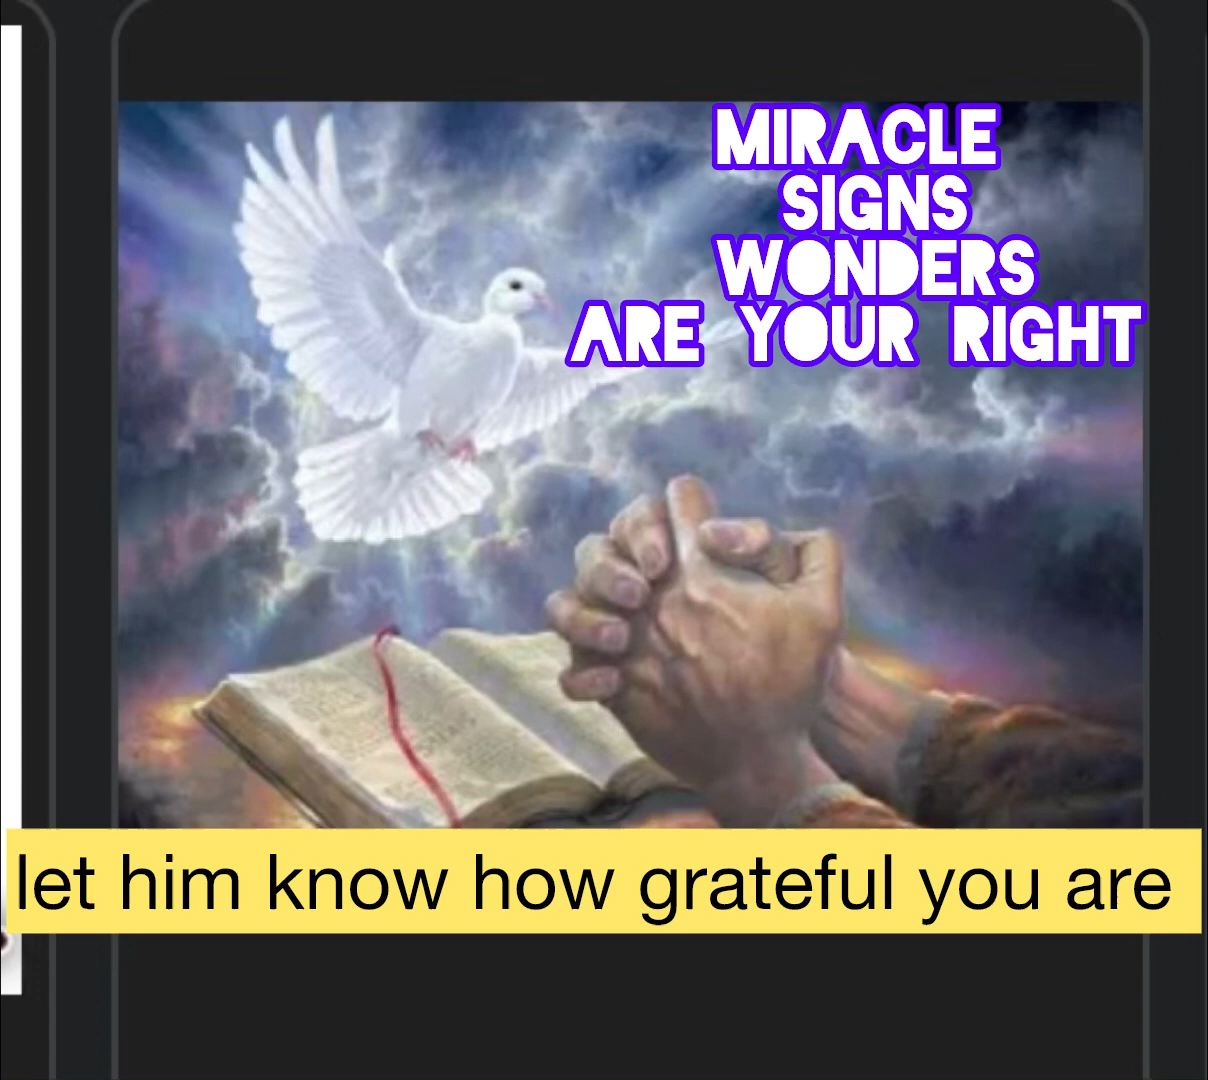 MIRACLE
SIGNS
WONDERS
ARE YOUR RIGHT
let him know how grateful you are